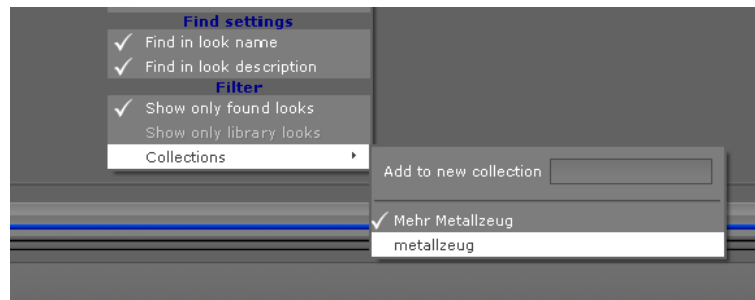 Find settings
Find in look name
Find in look description
Filter
Show only found looks
Show only library looks
Collections
Add to new collection
Mehr Metallzeug
metallzeug